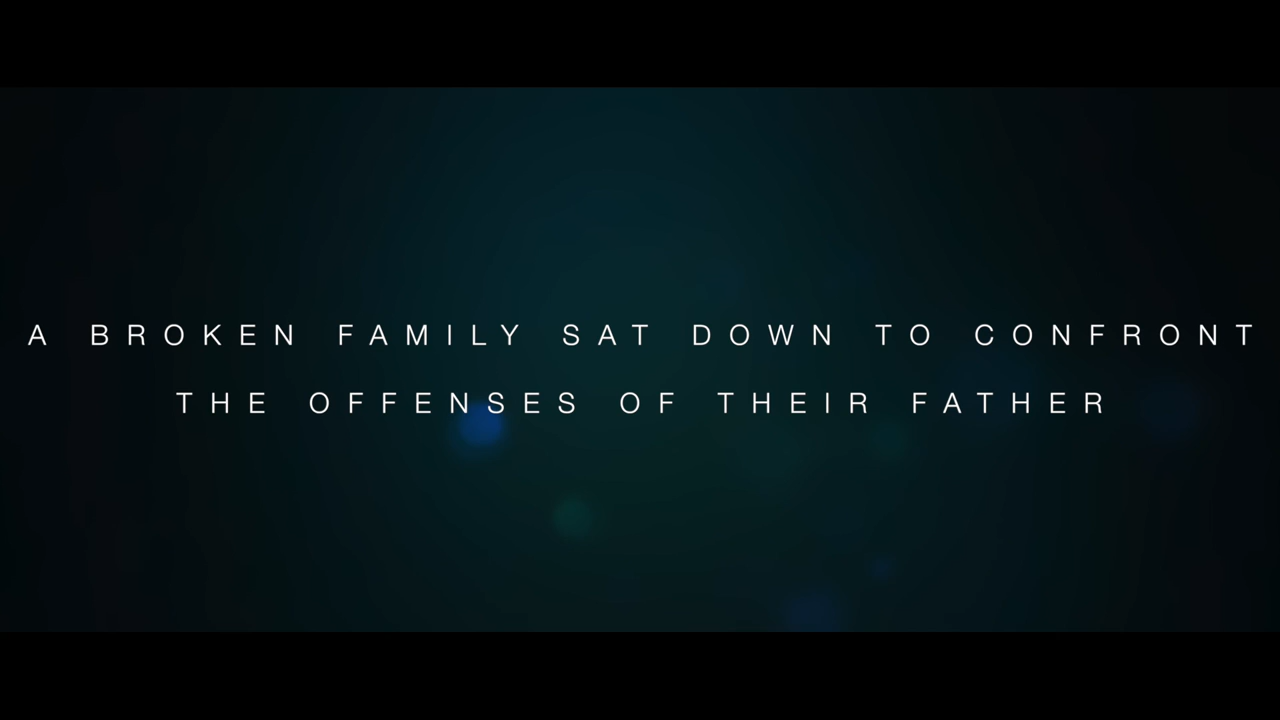 A BROKEN FAMILY SAT DOWN TO CONFRONT
THE OFFENSES OF THEIR FATHER